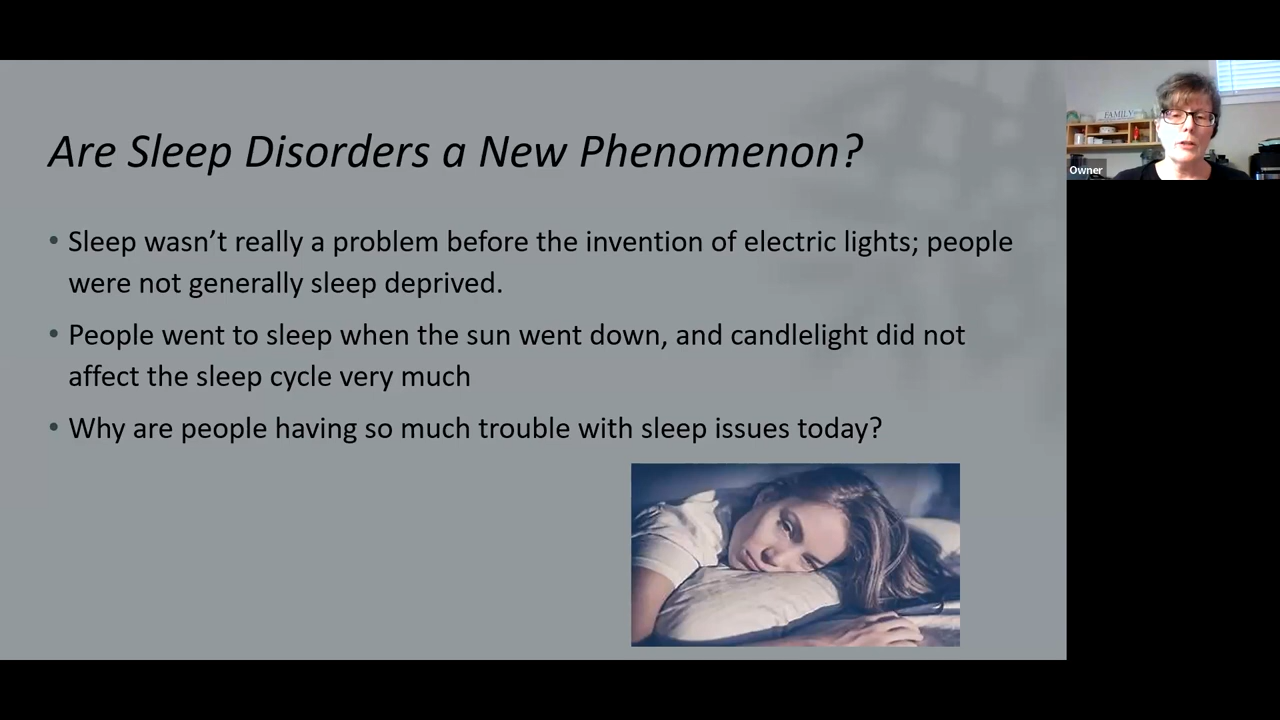 Are Sleep Disorders a New Phenomenon?
• Sleep wasn’t really a problem before the invention of electric lights; people
were not generally sleep deprived.
• People went to sleep when the sun went down, and candlelight did not
affect the sleep cycle very much
• Why are people having so much trouble with sleep issues today?
FAMILY
Owner